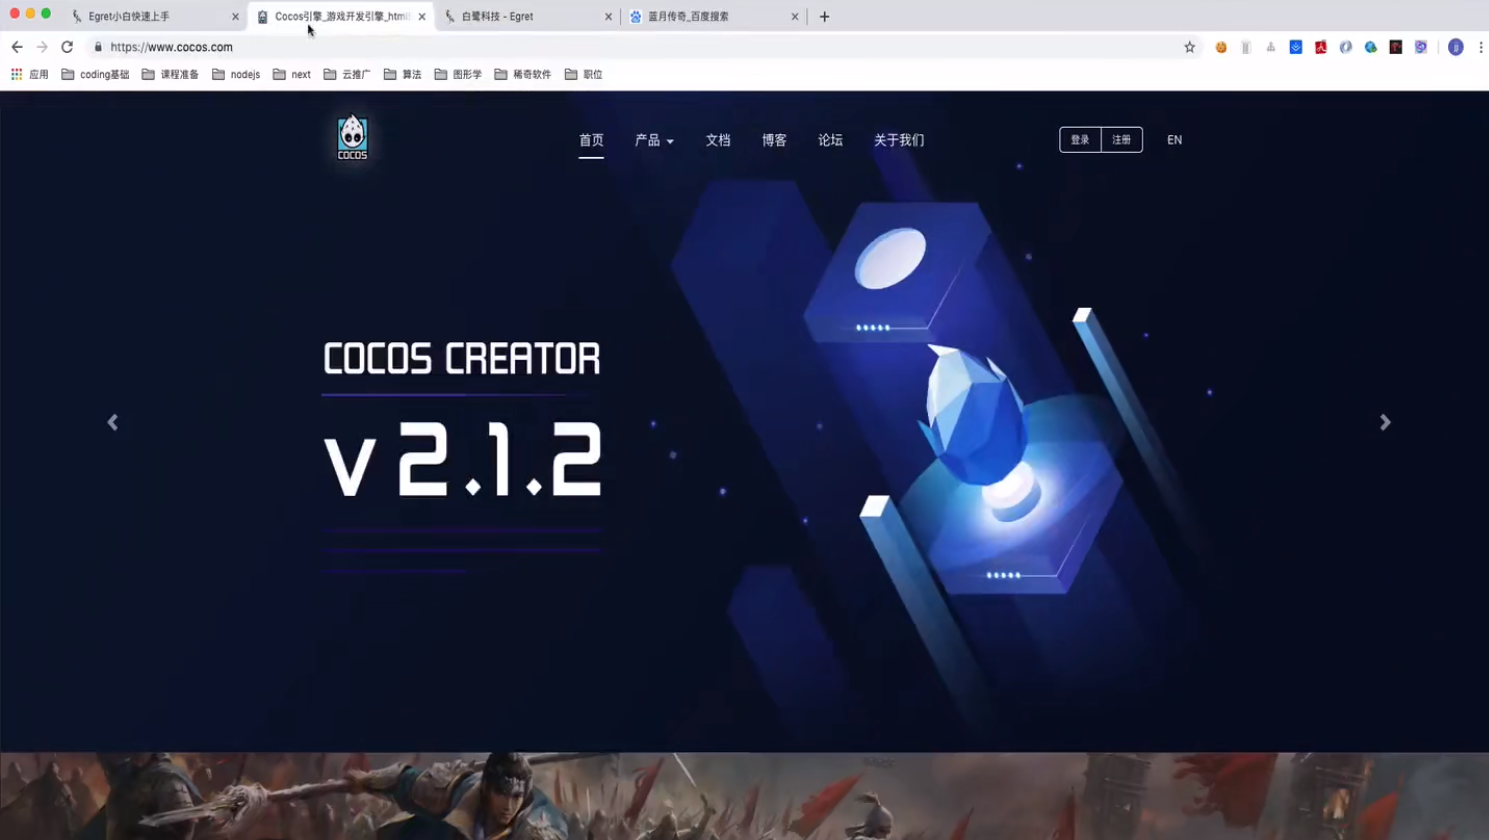 Egret小白快速上手
Cocos引擎_游戏开发引擎_html
白鹭科技 - Egret
蓝月传奇_百度搜索
https://www.cocos.com
应用
coding基础
课程准备
nodejs
next
云推广
算法
图形学
稀奇软件
职位
COCOS
首页
产品
文档
博客
论坛
关于我们
登录
注册
EN
COCOS CREATOR
v 2.1.2